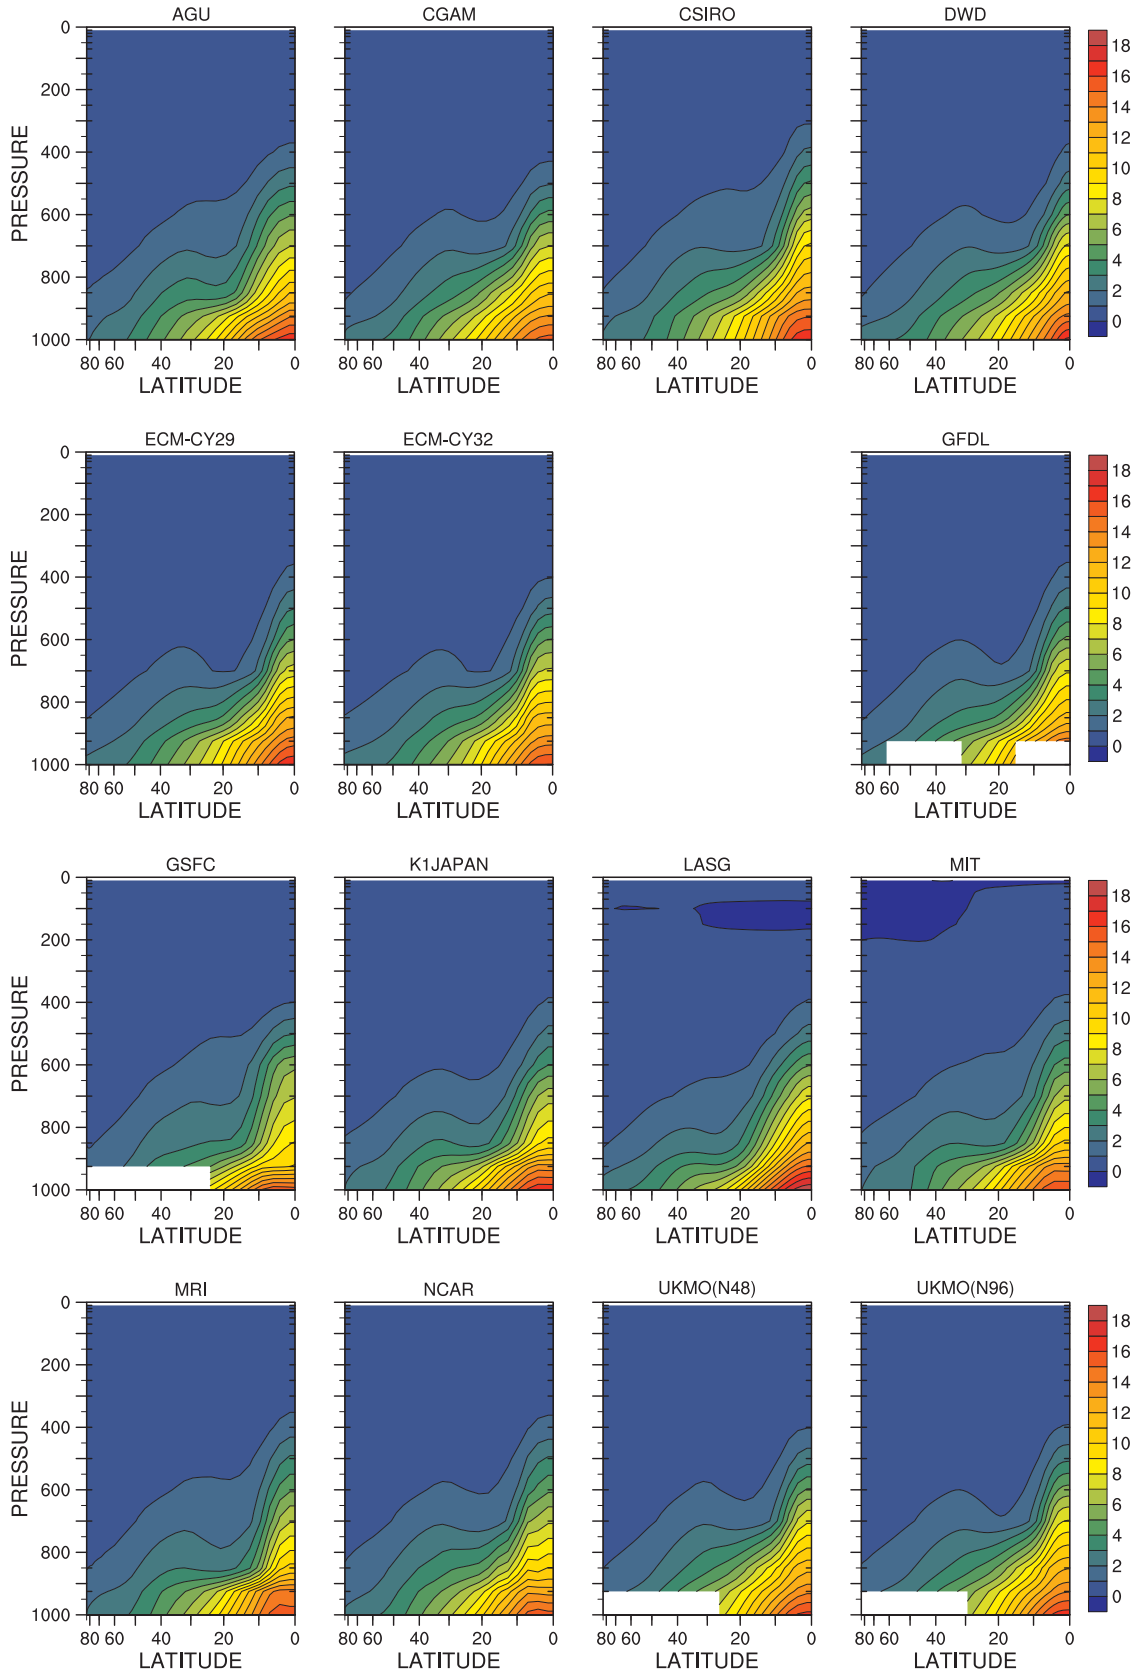 AGU CGAM CSIRO DWD
0 200 400 600 800 1000
PRESSURE
80 60 40 20 0 80 60 40 20 0 80 60 40 20 0 80 60 40 20 0
LATITUDE LATITUDE LATITUDE LATITUDE
18 16 14 12 10 8 6 4 2 0
ECM-CY29 ECM-CY32 GFDL
0 200 400 600 800 1000
PRESSURE
80 60 40 20 0 80 60 40 20 0 80 60 40 20 0
LATITUDE LATITUDE LATITUDE
18 16 14 12 10 8 6 4 2 0
GSFC K1JAPAN LASG MIT
0 200 400 600 800 1000
PRESSURE
80 60 40 20 0 80 60 40 20 0 80 60 40 20 0 80 60 40 20 0
LATITUDE LATITUDE LATITUDE LATITUDE
18 16 14 12 10 8 6 4 2 0
MRI NCAR UKMO(N48) UKMO(N96)
0 200 400 600 800 1000
PRESSURE
80 60 40 20 0 80 60 40 20 0 80 60 40 20 0 80 60 40 20 0
LATITUDE LATITUDE LATITUDE LATITUDE
18 16 14 12 10 8 6 4 2 0